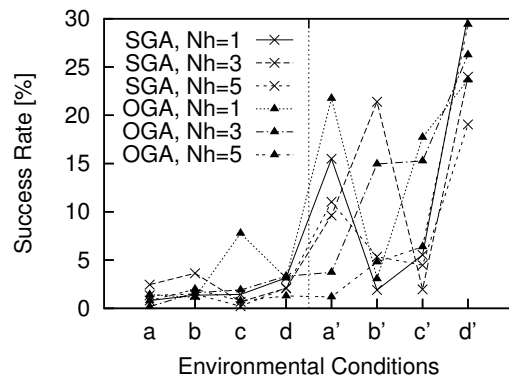 30
25
20
15
10
5
0
Success Rate [%]
SGA, Nh=1
SGA, Nh=3
SGA, Nh=5
OGA, Nh=1
OGA, Nh=3
OGA, Nh=5
a b c d a' b' c' d'
Environmental Conditions